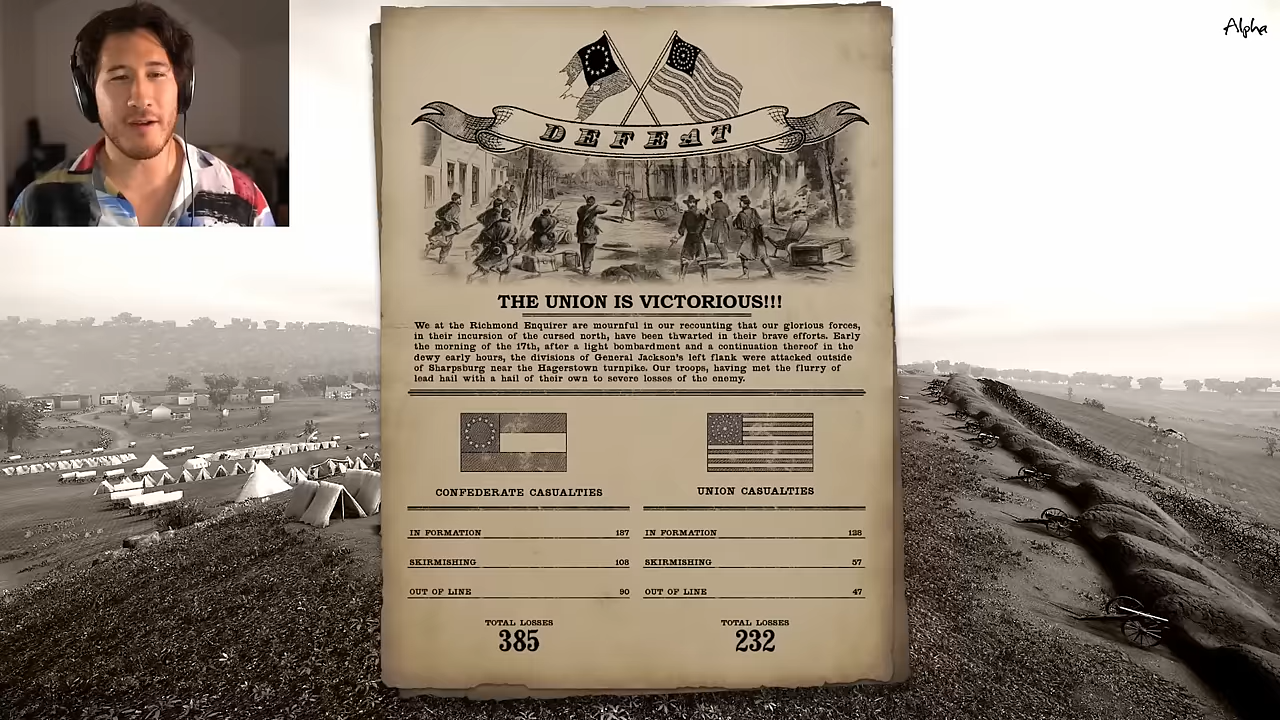 Alpha
DEFEAT
THE UNION IS VICTORIOUS!!!
We at the Richmond Enquirer are mournful in our recounting that our glorious forces,
in their incursion of the cursed north, have been thwarted in their brave efforts. Early
the morning of the 17th, after a light bombardment and a continuation thereof in the
dewy early hours, the divisions of General Jackson's left flank were attacked outside
of Sharpsburg near the Hagerstown turnpike. Our troops, having met the flurry of
lead hail with a hail of their own to severe losses of the enemy.
CONFEDERATE CASUALTIES
IN FORMATION 187
SKIRMISHING 108
OUT OF LINE 90
TOTAL LOSSES
385
UNION CASUALTIES
IN FORMATION 128
SKIRMISHING 57
OUT OF LINE 47
TOTAL LOSSES
232